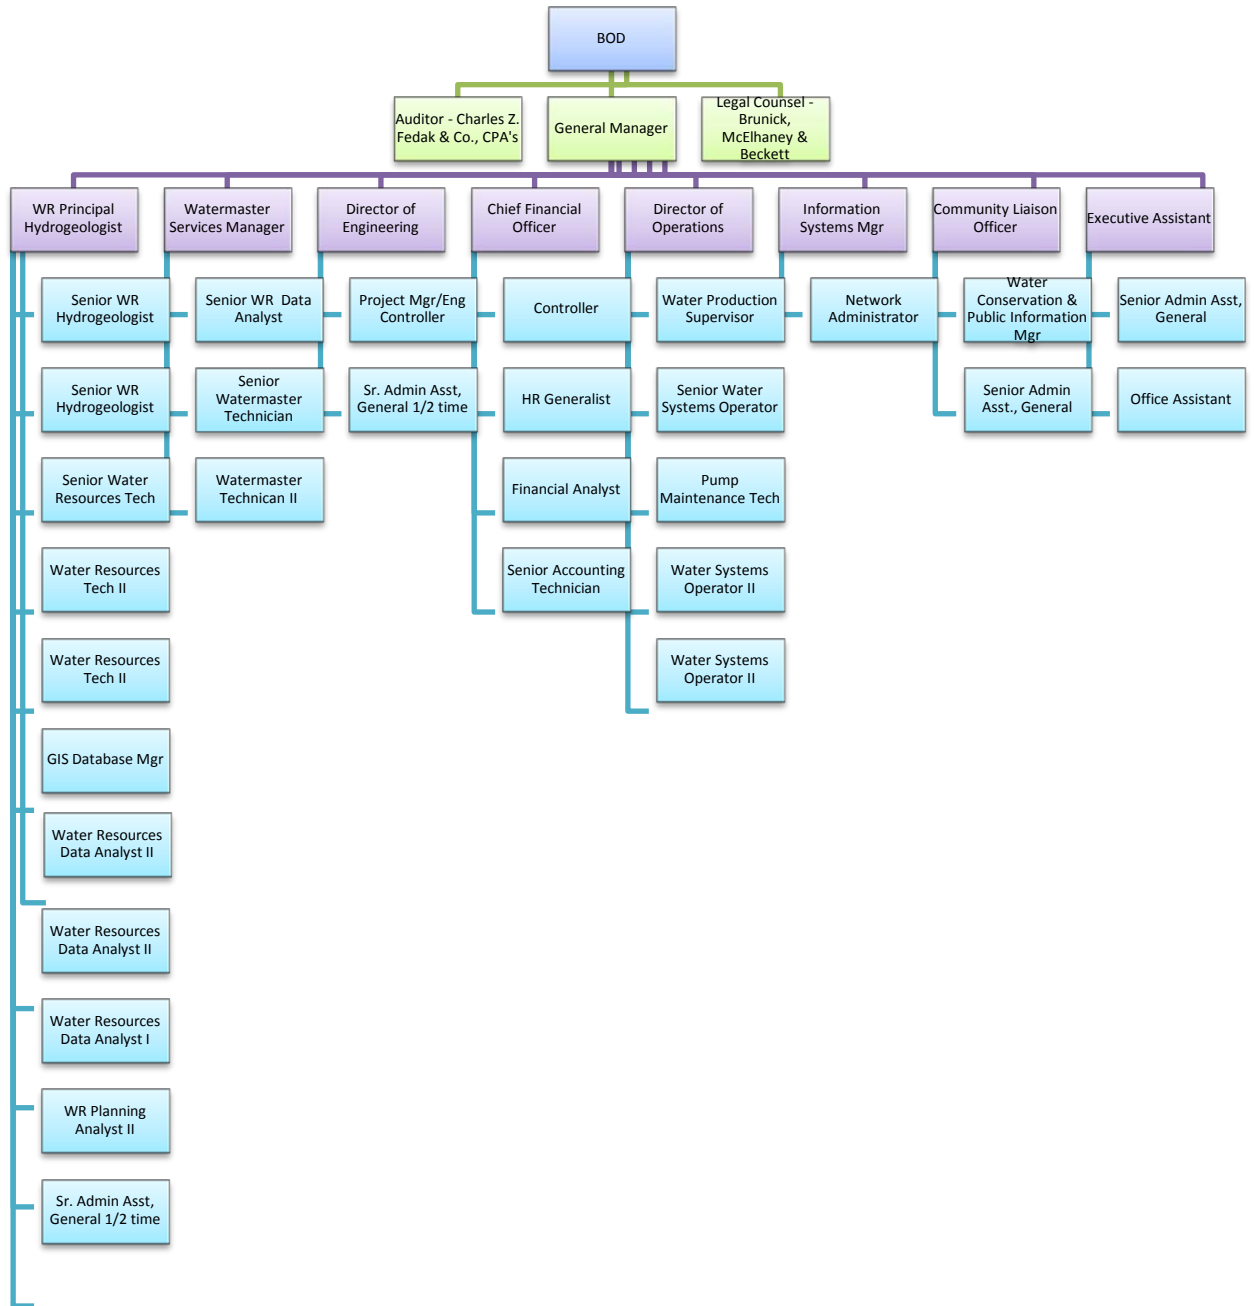 BOD
Auditor - Charles Z.
Fedak & Co., CPA's
General Manager
Legal Counsel -
Brunick,
McElhaney &
Beckett
WR Principal
Hydrogeologist
Watermaster
Services Manager
Director of
Engineering
Chief Financial
Officer
Director of
Operations
Information
Systems Mgr
Community Liaison
Officer
Executive Assistant
Senior WR
Hydrogeologist
Senior WR Data
Analyst
Project Mgr/Eng
Controller
Controller
Water Production
Supervisor
Network
Administrator
Water
Conservation &
Public Information
Mgr
Senior Admin Asst,
General
Senior WR
Hydrogeologist
Senior
Watermaster
Technician
Sr. Admin Asst,
General 1/2 time
HR Generalist
Senior Water
Systems Operator
Senior Admin
Asst., General
Office Assistant
Senior Water
Resources Tech
Watermaster
Technican II
Financial Analyst
Pump
Maintenance Tech
Water Resources
Tech II
Senior Accounting
Technician
Water Systems
Operator II
Water Resources
Tech II
Water Systems
Operator II
GIS Database Mgr
Water Resources
Data Analyst II
Water Resources
Data Analyst II
Water Resources
Data Analyst I
WR Planning
Analyst II
Sr. Admin Asst,
General 1/2 time